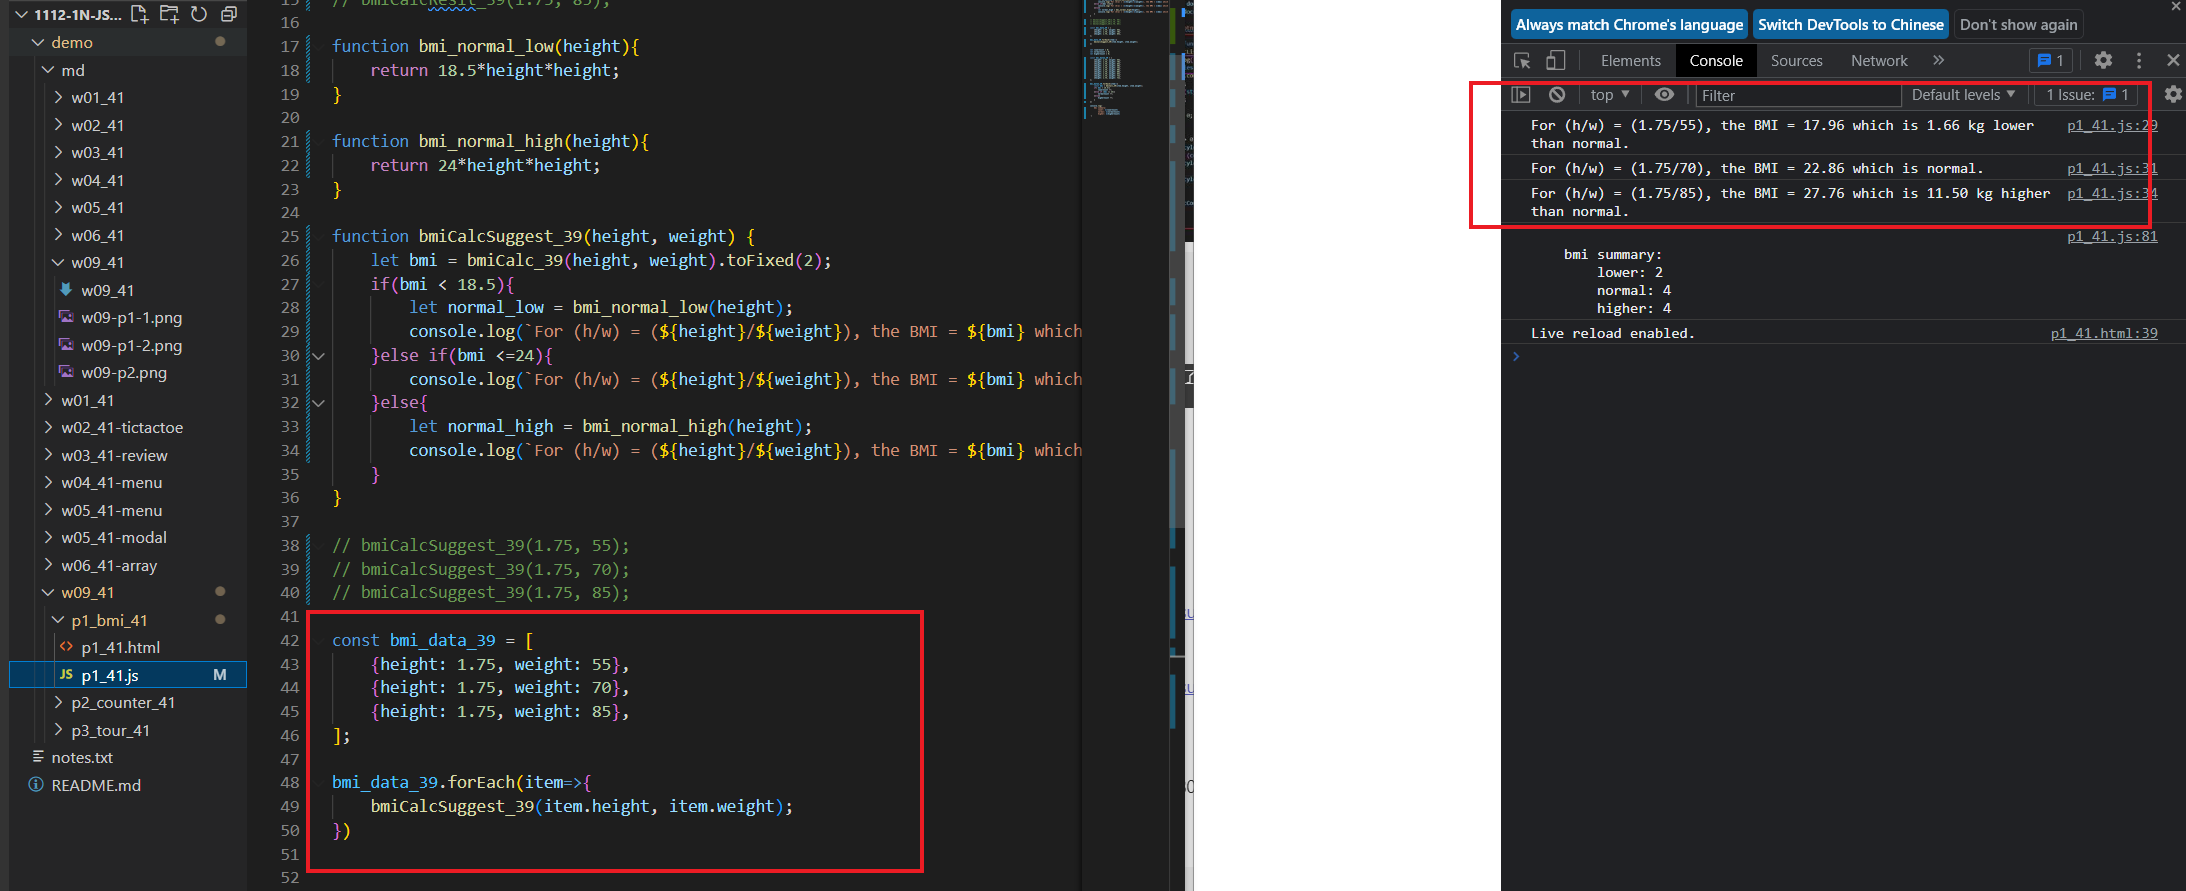 1112-1N-JS...
demo
md
w01_41
w02_41
w03_41
w04_41
w05_41
w06_41
w09_41
w09_41
w09-p1-1.png
w09-p1-2.png
w09-p2.png
w01_41
w02_41-tictactoe
w03_41-review
w04_41-menu
w05_41-menu
w05_41-modal
w06_41-array
w09_41
p1_bmi_41
p1_41.html
JS p1_41.js M
p2_counter_41
p3_tour_41
notes.txt
README.md
16
17 function bmi_normal_low(height){
18 return 18.5*height*height;
19 }
20
21 function bmi_normal_high(height){
22 return 24*height*height;
23 }
24
25 function bmiCalcSuggest_39(height, weight) {
26 let bmi = bmiCalc_39(height, weight).toFixed(2);
27 if(bmi < 18.5){
28 let normal_low = bmi_normal_low(height);
29 console.log(`For (h/w) = (${height}/${weight}), the BMI = ${bmi} which
30 }else if(bmi <=24){
31 console.log(`For (h/w) = (${height}/${weight}), the BMI = ${bmi} which
32 }else{
33 let normal_high = bmi_normal_high(height);
34 console.log(`For (h/w) = (${height}/${weight}), the BMI = ${bmi} which
35 }
36 }
37
38 // bmiCalcSuggest_39(1.75, 55);
39 // bmiCalcSuggest_39(1.75, 70);
40 // bmiCalcSuggest_39(1.75, 85);
41
42 const bmi_data_39 = [
43 {height: 1.75, weight: 55},
44 {height: 1.75, weight: 70},
45 {height: 1.75, weight: 85},
46 ];
47
48 bmi_data_39.forEach(item=>{
49 bmiCalcSuggest_39(item.height, item.weight);
50 })
51
52
Always match Chrome's language Switch DevTools to Chinese Don't show again
Elements Console Sources Network » 1
top Filter Default levels 1 Issue: 1
For (h/w) = (1.75/55), the BMI = 17.96 which is 1.66 kg lower p1_41.js:29
than normal.
For (h/w) = (1.75/70), the BMI = 22.86 which is normal. p1_41.js:31
For (h/w) = (1.75/85), the BMI = 27.76 which is 11.50 kg higher p1_41.js:34
than normal.
p1_41.js:81
bmi summary:
lower: 2
normal: 4
higher: 4
Live reload enabled. p1_41.html:39